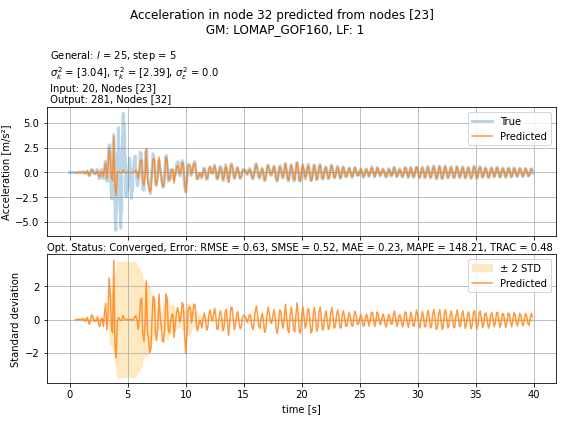 Acceleration in node 32 predicted from nodes [23]
GM: LOMAP_GOF160, LF: 1
General: l = 25, step = 5
σ²ₖ = [3.04], τ²ₖ = [2.39], σ²ε = 0.0
Input: 20, Nodes [23]
Output: 281, Nodes [32]
Acceleration [m/s²]
5.0
2.5
0.0
−2.5
−5.0
True
Predicted
Opt. Status: Converged, Error: RMSE = 0.63, SMSE = 0.52, MAE = 0.23, MAPE = 148.21, TRAC = 0.48
Standard deviation
2
0
−2
± 2 STD
Predicted
0 5 10 15 20 25 30 35 40
time [s]